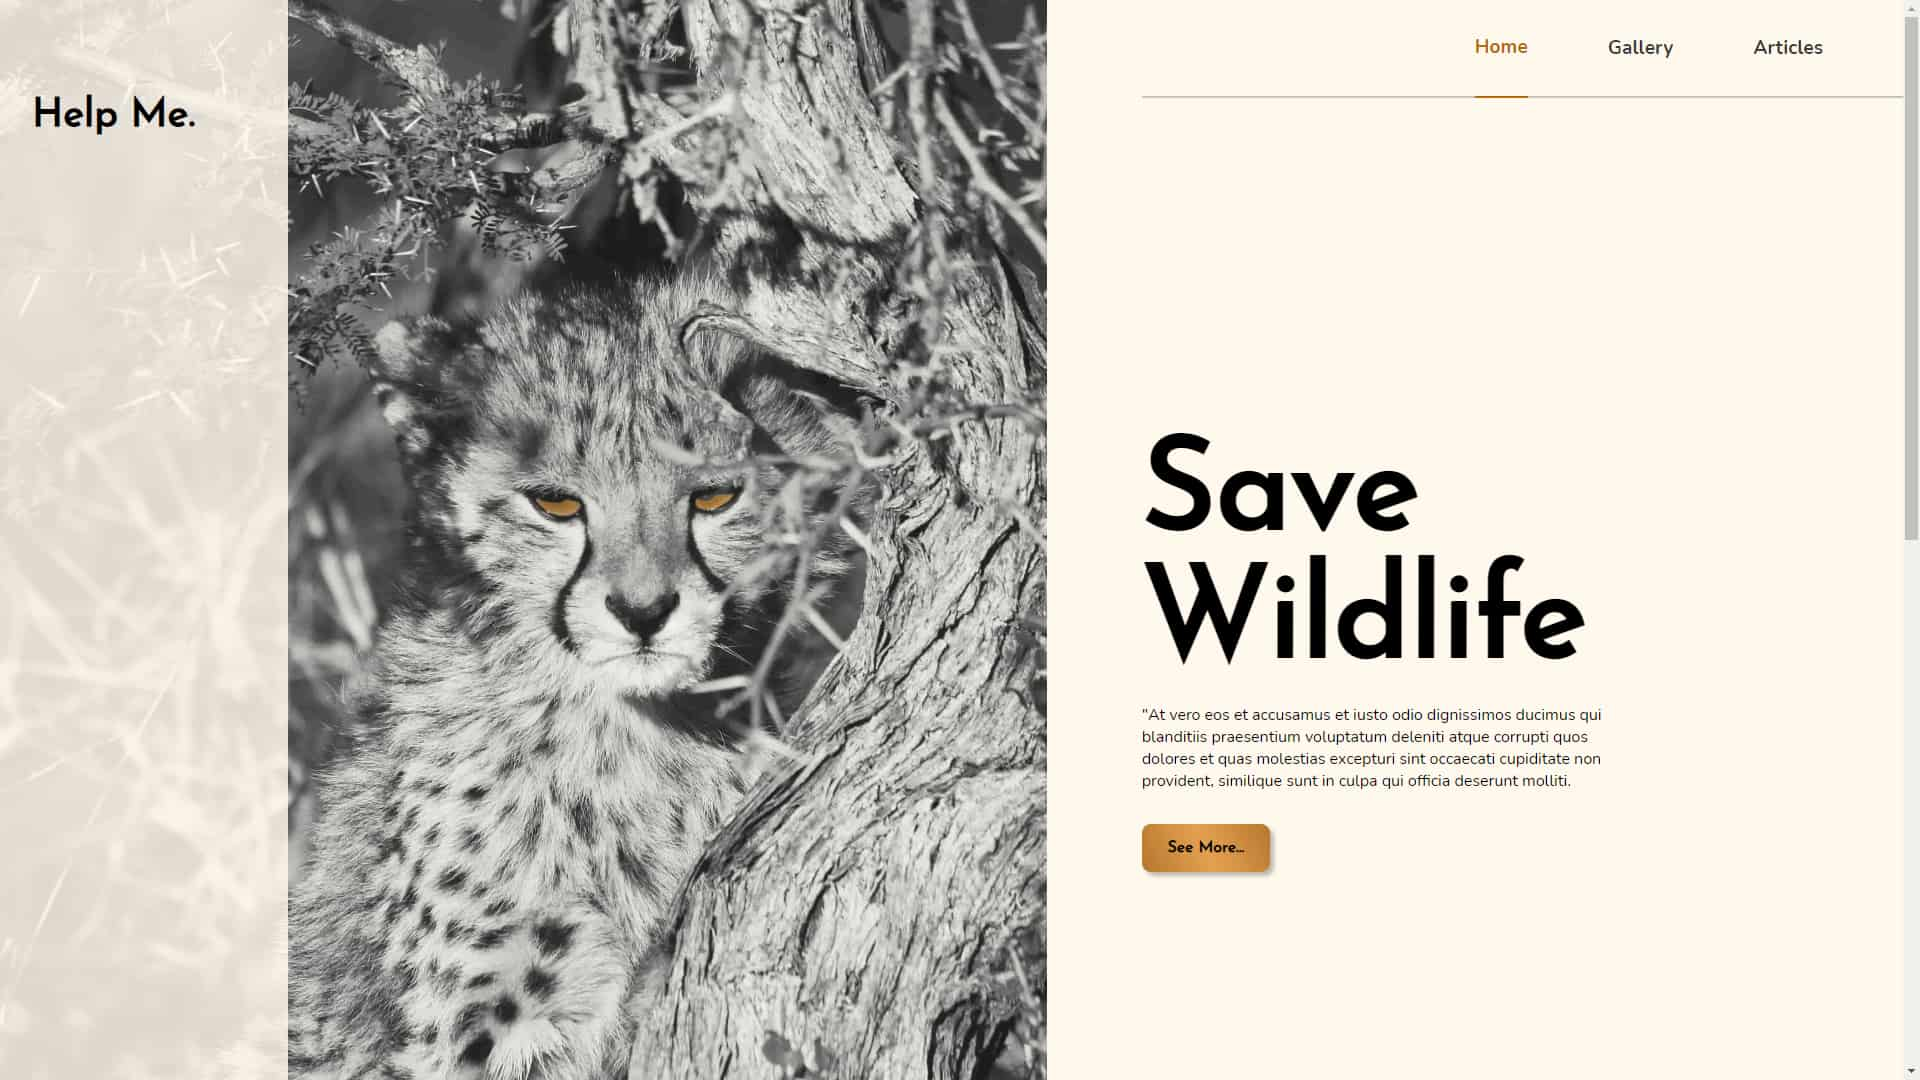 Help Me.
Home
Gallery
Articles
Save
Wildlife
"At vero eos et accusamus et iusto odio dignissimos ducimus qui
blanditiis praesentium voluptatum deleniti atque corrupti quos
dolores et quas molestias excepturi sint occaecati cupiditate non
provident, similique sunt in culpa qui officia deserunt molliti.
See More...